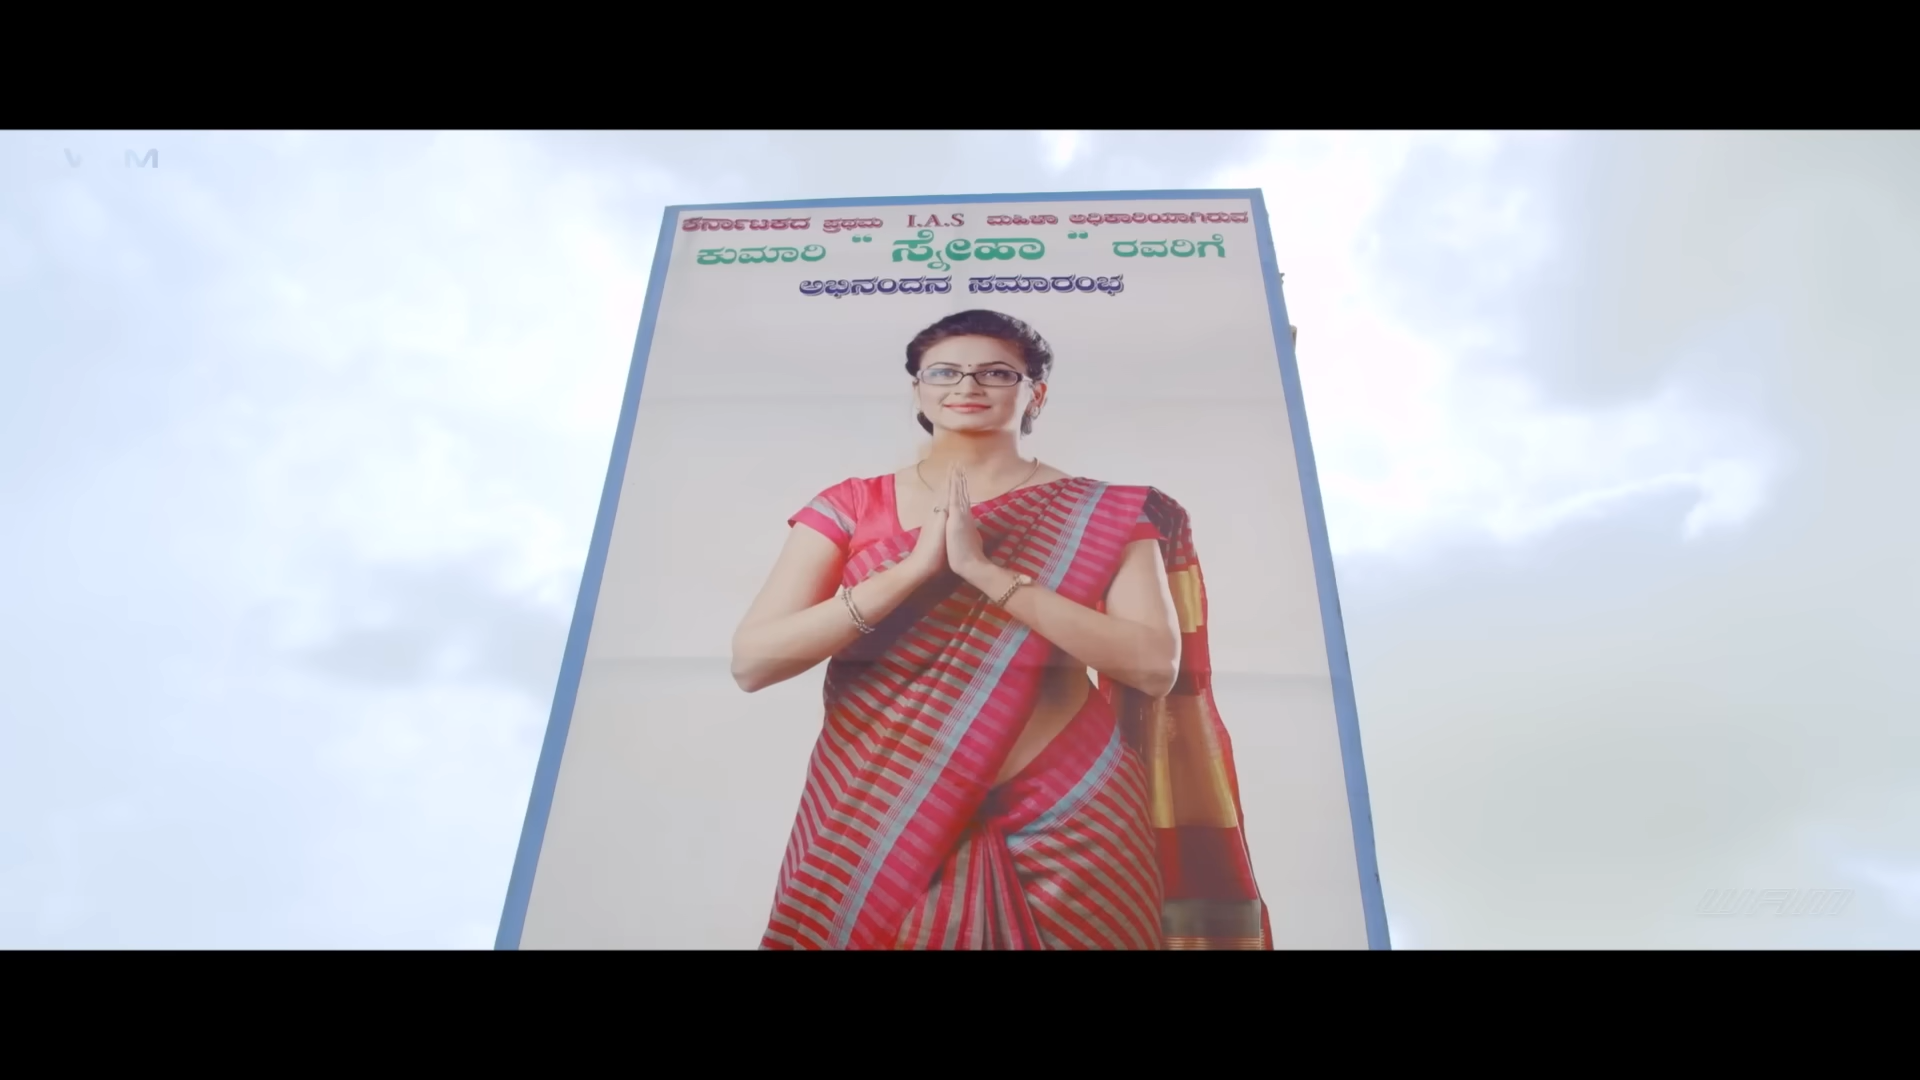 ಕರ್ನಾಟಕದ ಪ್ರಥಮ I.A.S ಮಹಿಳಾ ಅಧಿಕಾರಿಯಾಗಿರುವ
ಕುಮಾರಿ " ಸ್ನೇಹಾ " ರವರಿಗೆ
ಅಭಿನಂದನ ಸಮಾರಂಭ